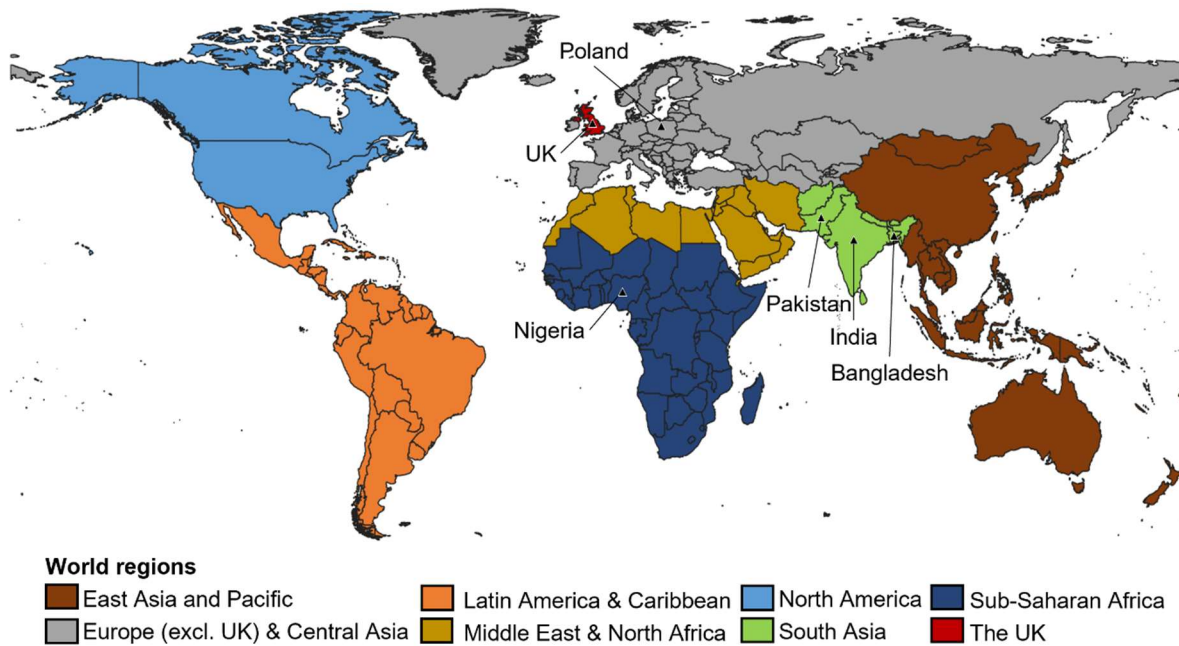 Poland
UK
Nigeria
Pakistan
India
Bangladesh
World regions
East Asia and Pacific
Latin America & Caribbean
North America
Sub-Saharan Africa
Europe (excl. UK) & Central Asia
Middle East & North Africa
South Asia
The UK